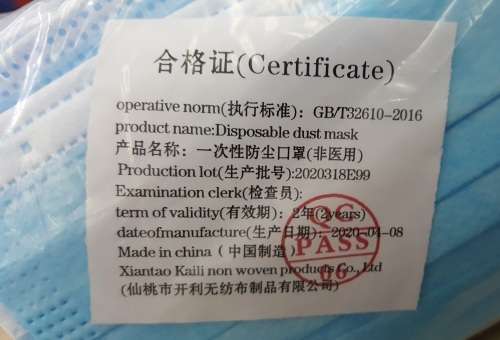 合格证(Certificate)
operative norm(执行标准): GB/T32610-2016
product name:Disposable dust mask
产品名称: 一次性防尘口罩(非医用)
Production lot(生产批号):2020318E99
Examination clerk(检查员):
term of validity(有效期): 2年(2years)
dateofmanufacture(生产日期): 2020-04-08
Made in china (中国制造)
Xiantao Kaili non woven products Co., Ltd
(仙桃市开利无纺布制品有限公司)
QC
PASS
06